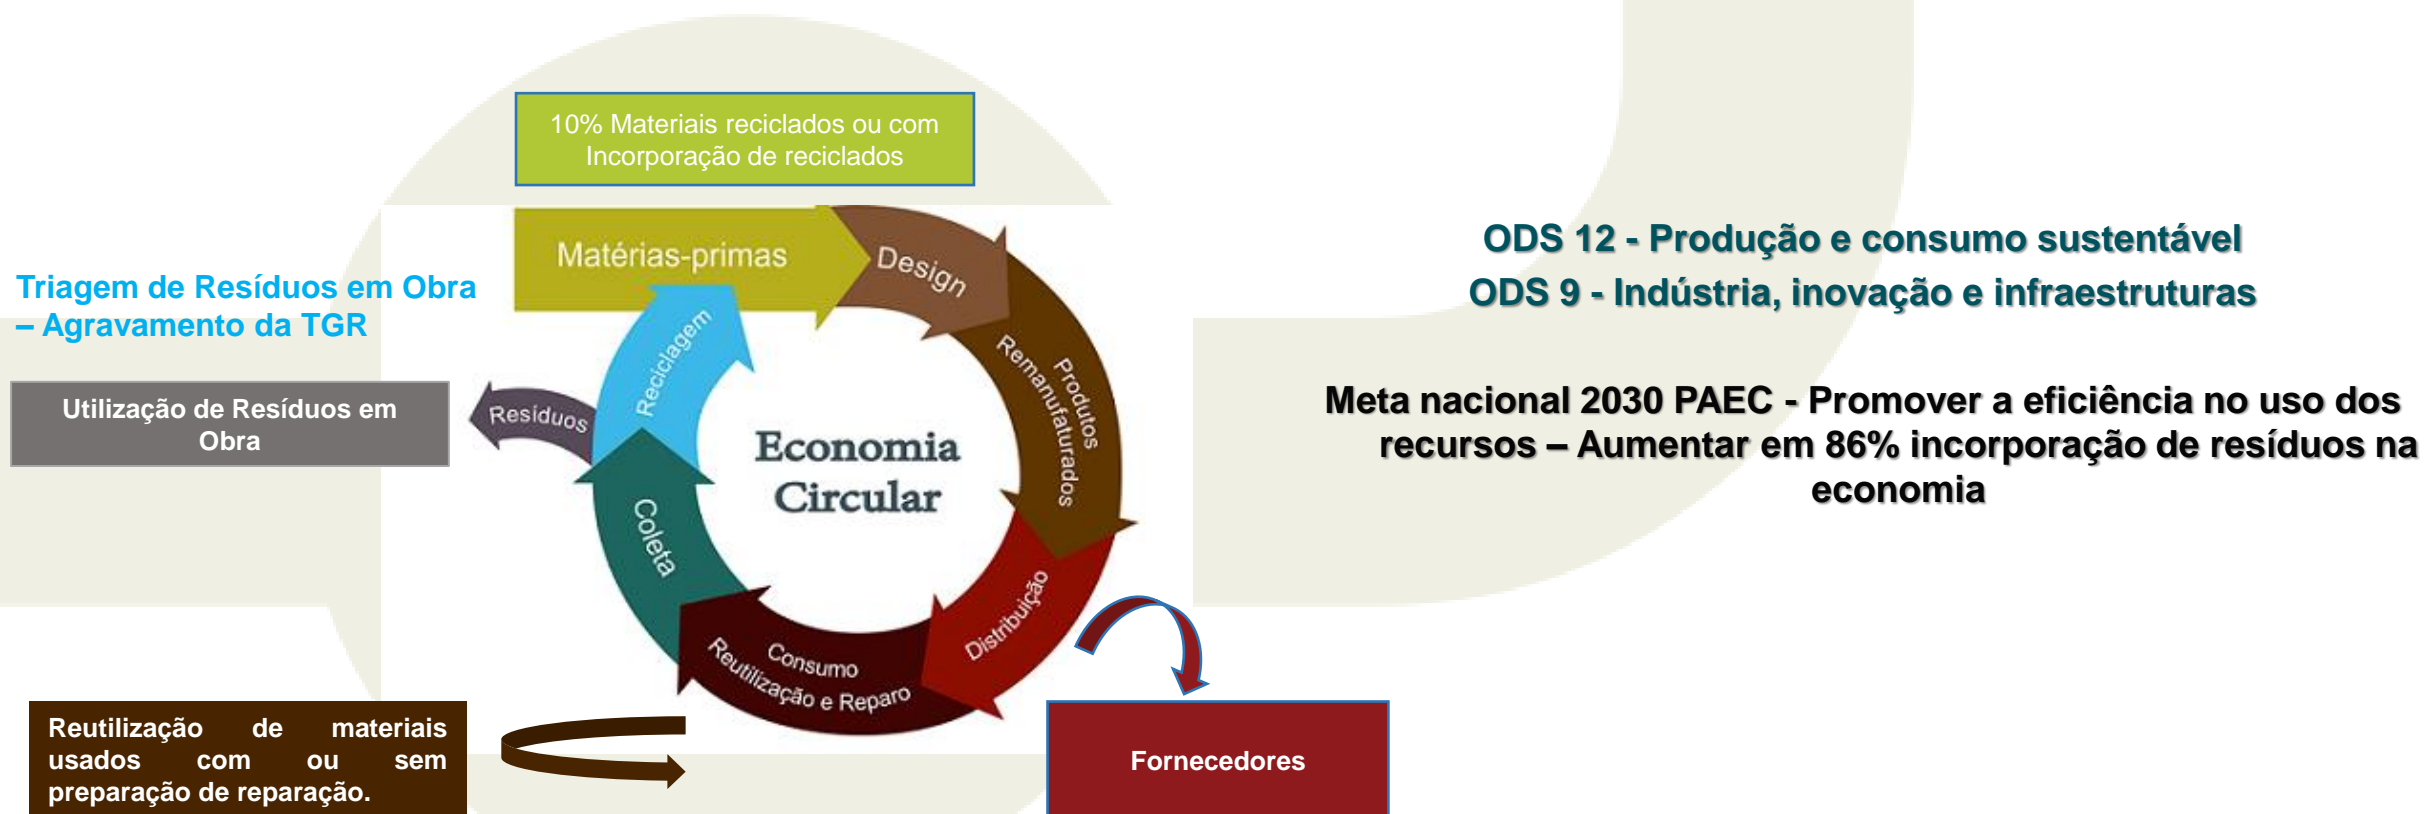 10% Materiais reciclados ou com
Incorporação de reciclados
Matérias-primas
Design
Produtos
Remanufaturados
Distribuição
Consumo
Reutilização e Reparo
Coleta
Reciclagem
Resíduos
Economia
Circular
Triagem de Resíduos em Obra
– Agravamento da TGR
Utilização de Resíduos em
Obra
Reutilização de materiais
usados com ou sem
preparação de reparação.
Fornecedores
ODS 12 - Produção e consumo sustentável
ODS 9 - Indústria, inovação e infraestruturas
Meta nacional 2030 PAEC - Promover a eficiência no uso dos
recursos – Aumentar em 86% incorporação de resíduos na
economia